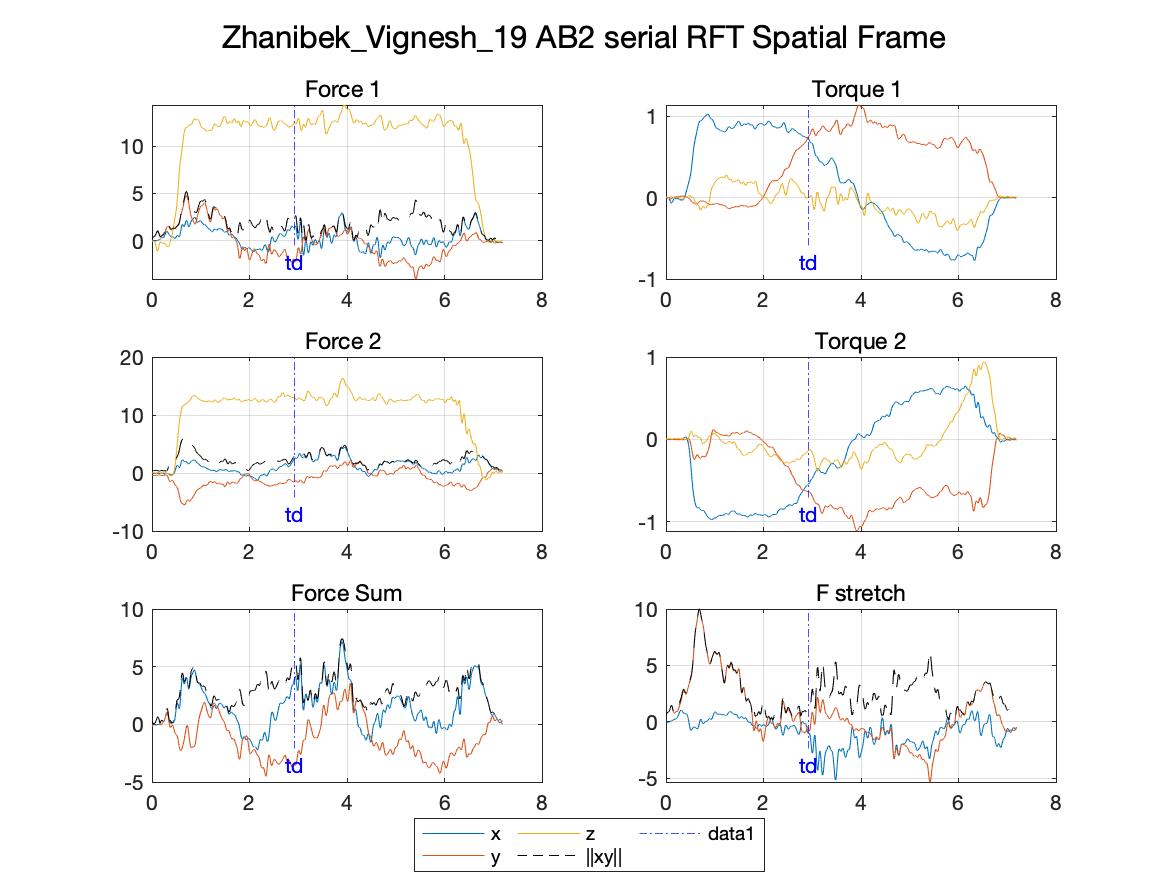 Zhanibek_Vignesh_19 AB2 serial RFT Spatial Frame
Force 1
10
5
0
td
0 2 4 6 8
Torque 1
1
0
-1
td
0 2 4 6 8
Force 2
20
10
0
-10
td
0 2 4 6 8
Torque 2
1
0
-1
td
0 2 4 6 8
Force Sum
10
5
0
-5
td
0 2 4 6 8
F stretch
10
5
0
-5
td
0 2 4 6 8
x z data1
y ||xy||